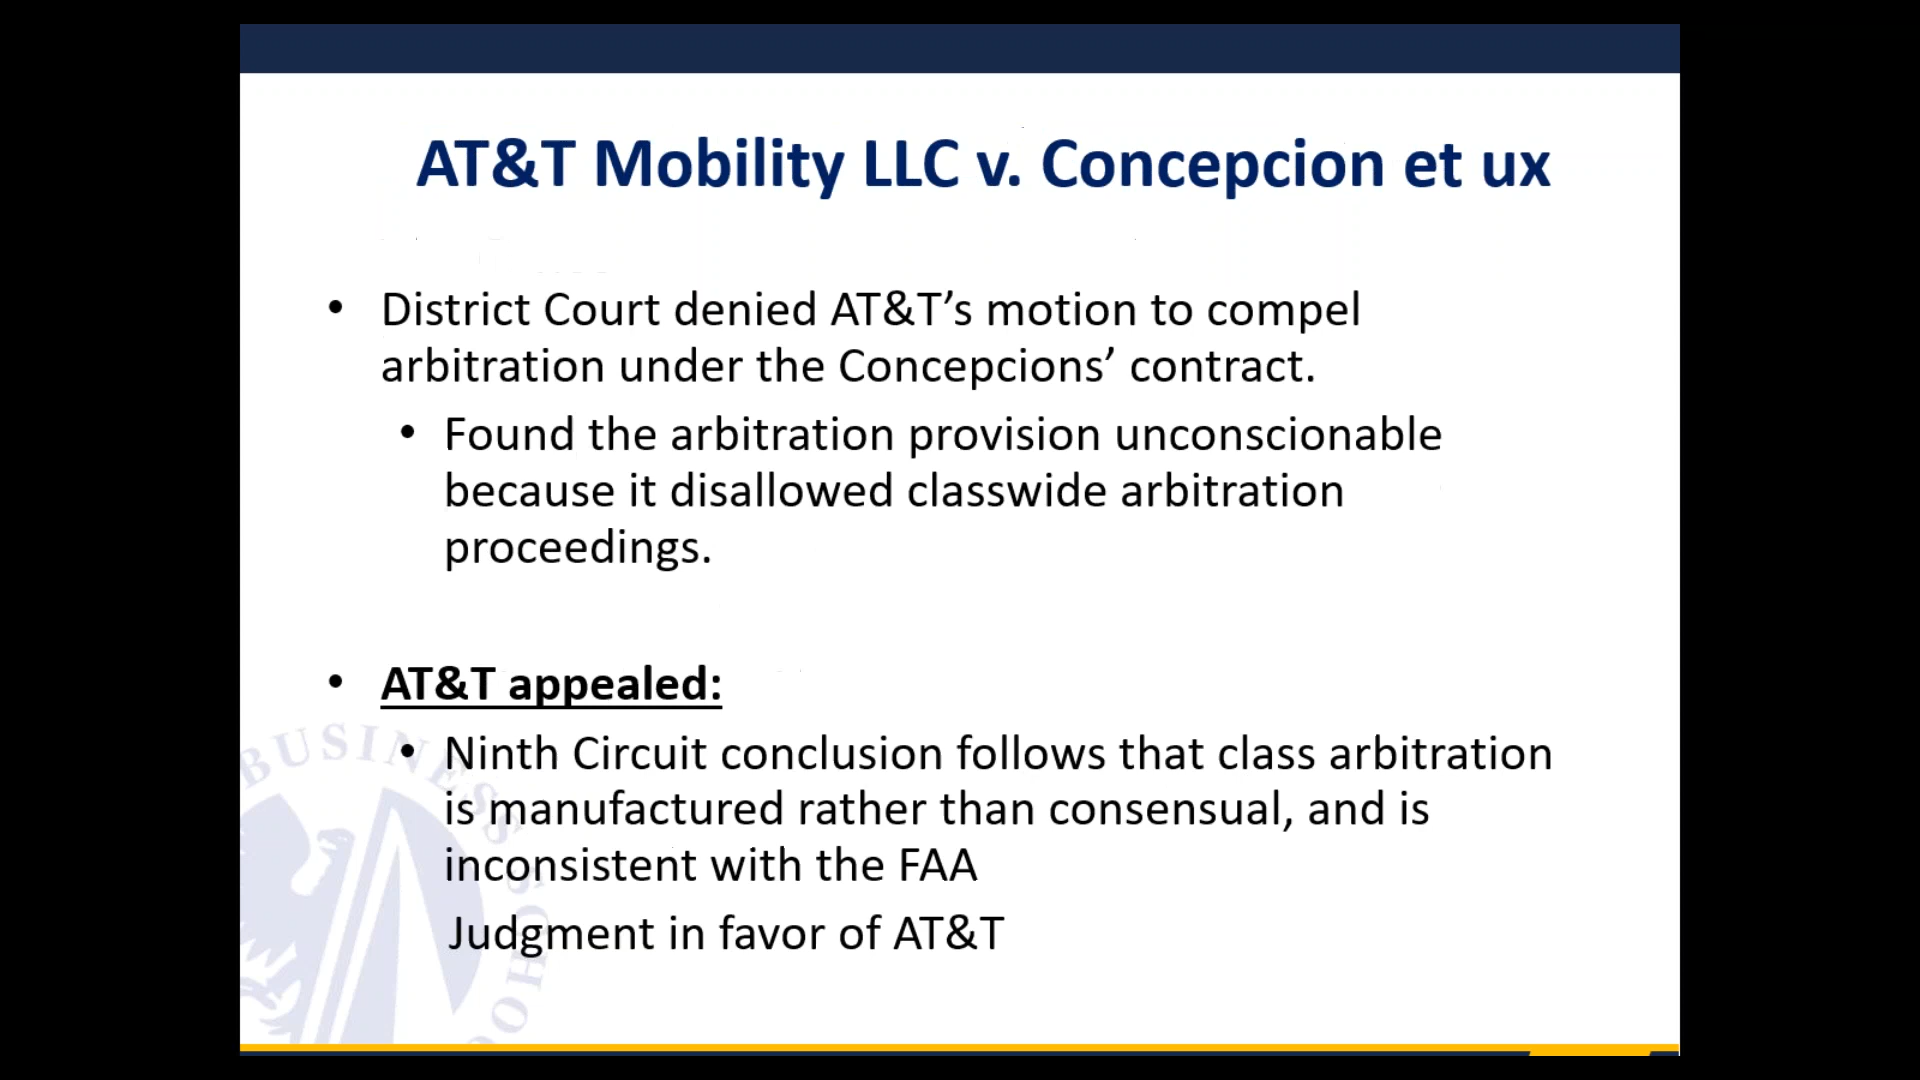 AT&T Mobility LLC v. Concepcion et ux
• District Court denied AT&T’s motion to compel
arbitration under the Concepcions’ contract.
• Found the arbitration provision unconscionable
because it disallowed classwide arbitration
proceedings.
• AT&T appealed:
• Ninth Circuit conclusion follows that class arbitration
is manufactured rather than consensual, and is
inconsistent with the FAA
Judgment in favor of AT&T
BUSINESS